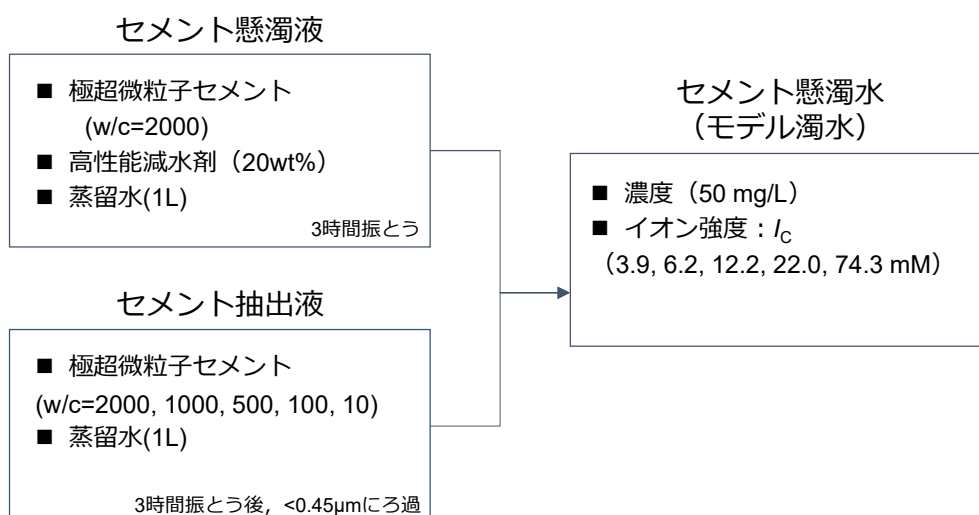 セメント懸濁液
■ 極超微粒子セメント
(w/c=2000)
■ 高性能減水剤（20wt%）
■ 蒸留水(1L)
3時間振とう
セメント抽出液
■ 極超微粒子セメント
(w/c=2000, 1000, 500, 100, 10)
■ 蒸留水(1L)
3時間振とう後，<0.45μmにろ過
セメント懸濁水
（モデル濁水）
■ 濃度（50 mg/L）
■ イオン強度：IC
（3.9, 6.2, 12.2, 22.0, 74.3 mM）